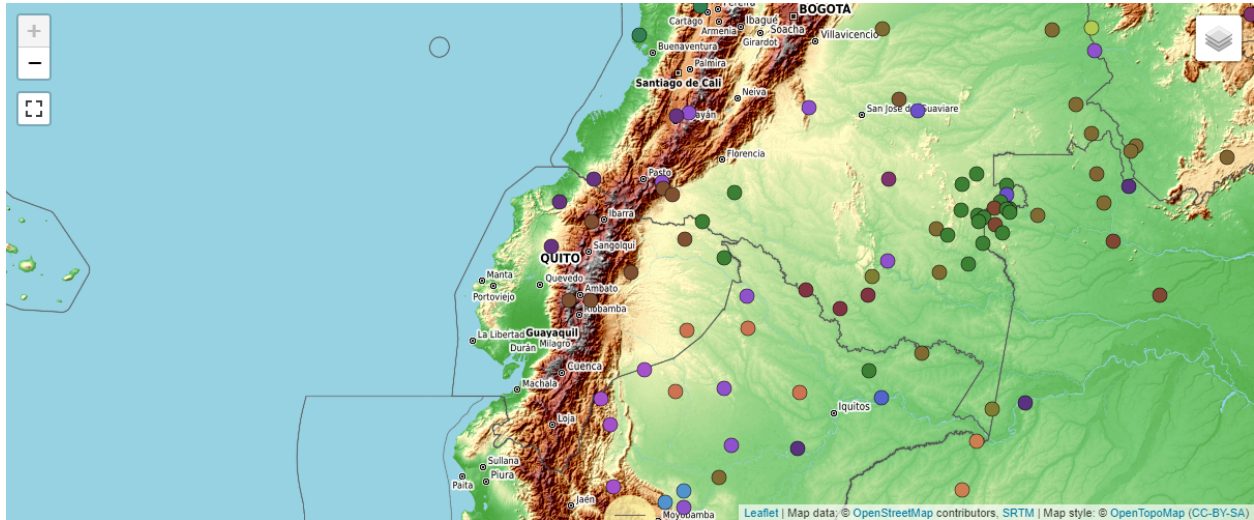 Pereira
Cartago
Ibagué
BOGOTA
Armenia
Soacha
Girardot
Villavicencio
Buenaventura
Palmira
Santiago de Cali
Neiva
San José del Guaviare
Florencia
Pasto
Ibarra
Sangolqui
QUITO
Manta
Quevedo
Portoviejo
Ambato
Riobamba
La Libertad
Guayaquil
Durán
Milagro
Cuenca
Machala
Loja
Iquitos
Sullana
Piura
Paita
Jaén
Moyobamba
+
−
Leaflet | Map data: © OpenStreetMap contributors, SRTM | Map style: © OpenTopoMap (CC-BY-SA)